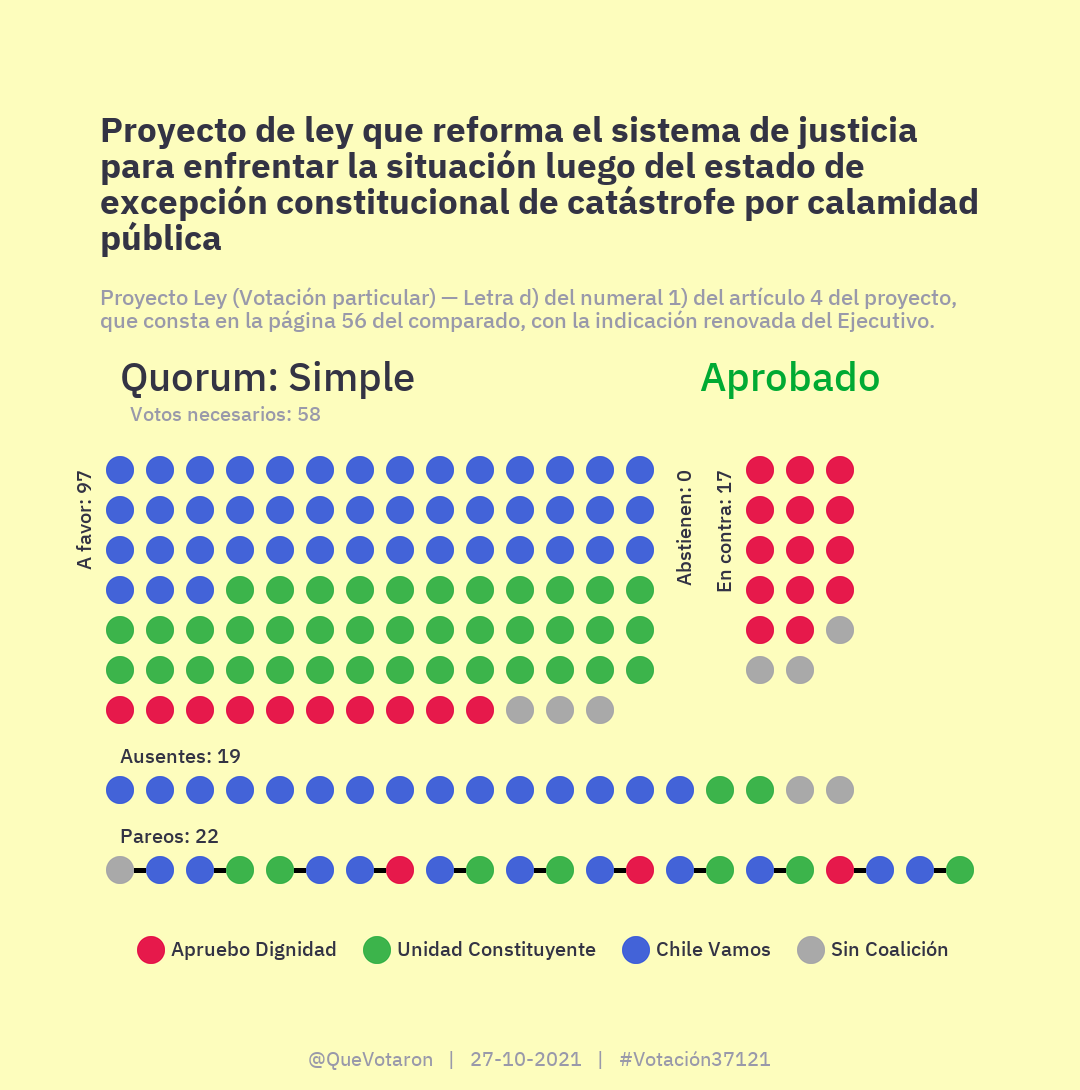 Proyecto de ley que reforma el sistema de justicia
para enfrentar la situación luego del estado de
excepción constitucional de catástrofe por calamidad
pública
Proyecto Ley (Votación particular) — Letra d) del numeral 1) del artículo 4 del proyecto,
que consta en la página 56 del comparado, con la indicación renovada del Ejecutivo.
Quorum: Simple
Aprobado
Votos necesarios: 58
A favor: 97
Abstienen: 0
En contra: 17
Ausentes: 19
Pareos: 22
Apruebo Dignidad
Unidad Constituyente
Chile Vamos
Sin Coalición
@QueVotaron | 27-10-2021 | #Votación37121